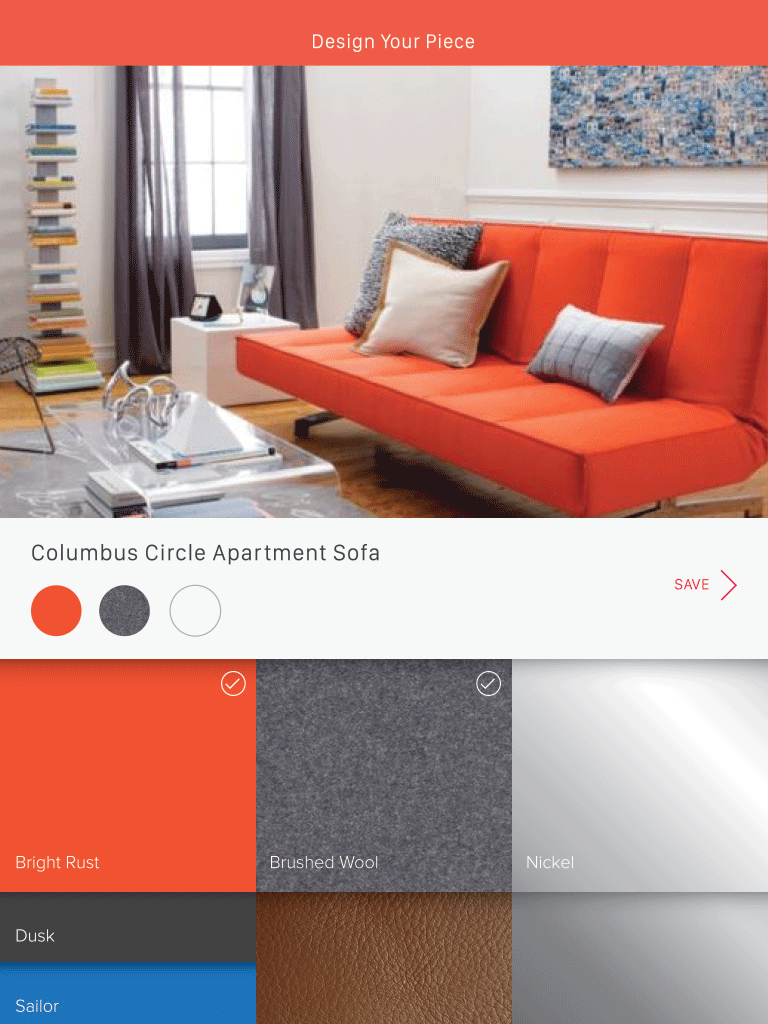 Design Your Piece
Columbus Circle Apartment Sofa
SAVE
Bright Rust
Brushed Wool
Nickel
Dusk
Sailor